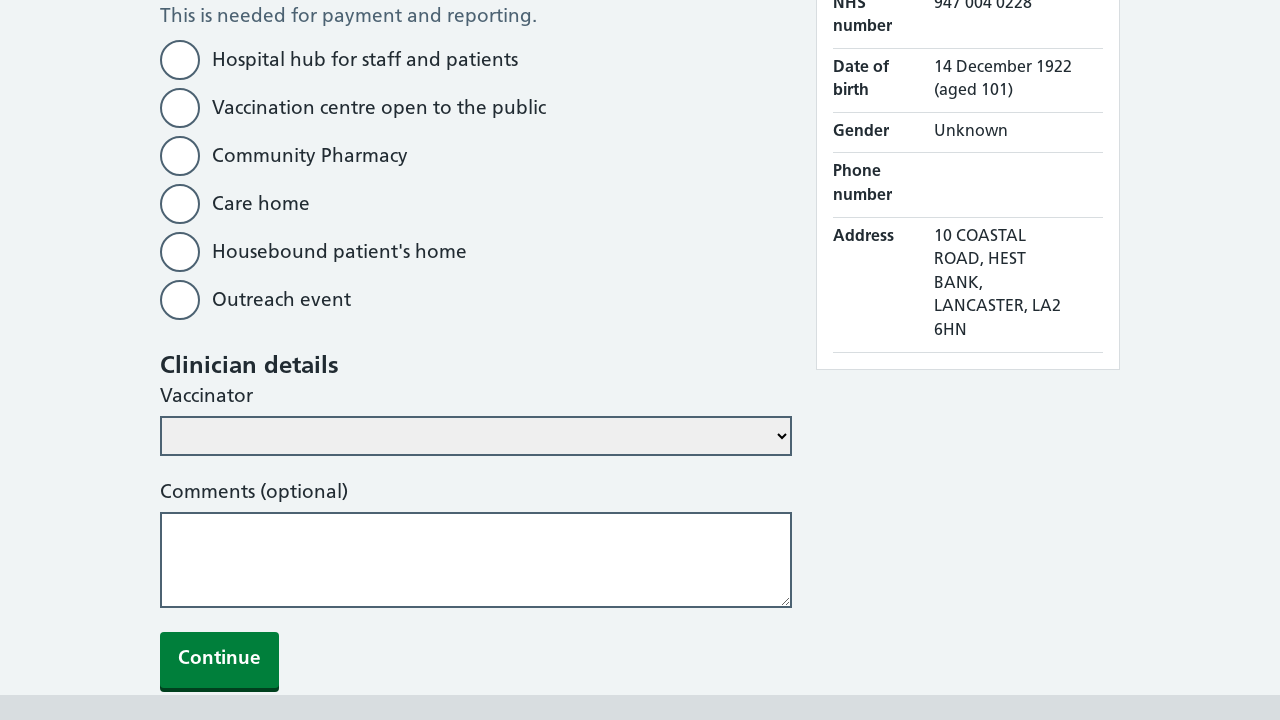 This is needed for payment and reporting.
Hospital hub for staff and patients
Vaccination centre open to the public
Community Pharmacy
Care home
Housebound patient's home
Outreach event
Clinician details
Vaccinator
Comments (optional)
Continue
NHS 947 004 0228
number
Date of 14 December 1922
birth (aged 101)
Gender Unknown
Phone
number
Address 10 COASTAL
ROAD, HEST
BANK,
LANCASTER, LA2
6HN